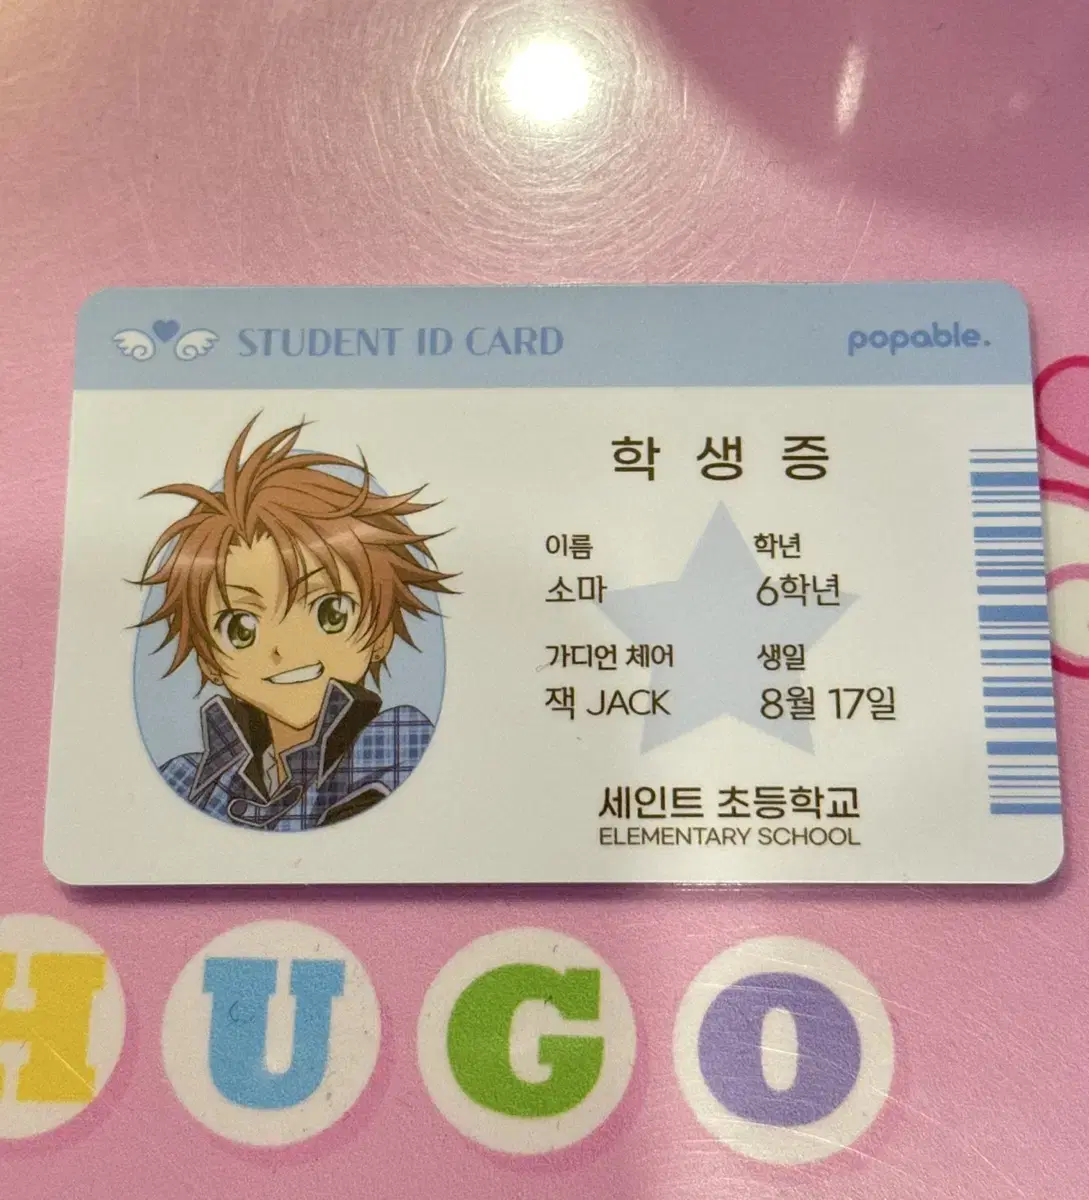 STUDENT ID CARD
popable.
학생증
이름
학년
소마
6학년
가디언 체어
생일
잭 JACK
8월 17일
세인트 초등학교
ELEMENTARY SCHOOL
HUGO